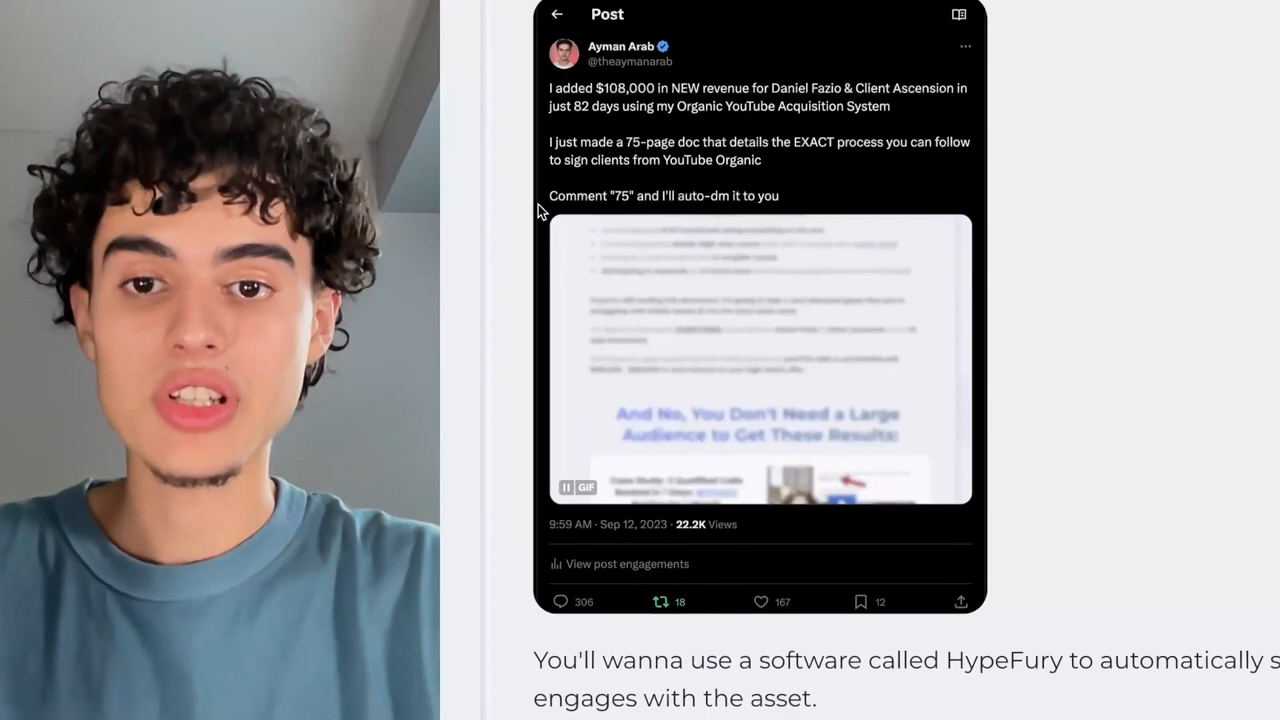 Post
Ayman Arab
@theaymanarab
I added $108,000 in NEW revenue for Daniel Fazio & Client Ascension in
just 82 days using my Organic YouTube Acquisition System
I just made a 75-page doc that details the EXACT process you can follow
to sign clients from YouTube Organic
Comment "75" and I'll auto-dm it to you
And No, You Don't Need a Large
Audience to Get These Results:
GIF
9:59 AM · Sep 12, 2023 · 22.2K Views
View post engagements
306 18 167 12
You'll wanna use a software called HypeFury to automatically s
engages with the asset.